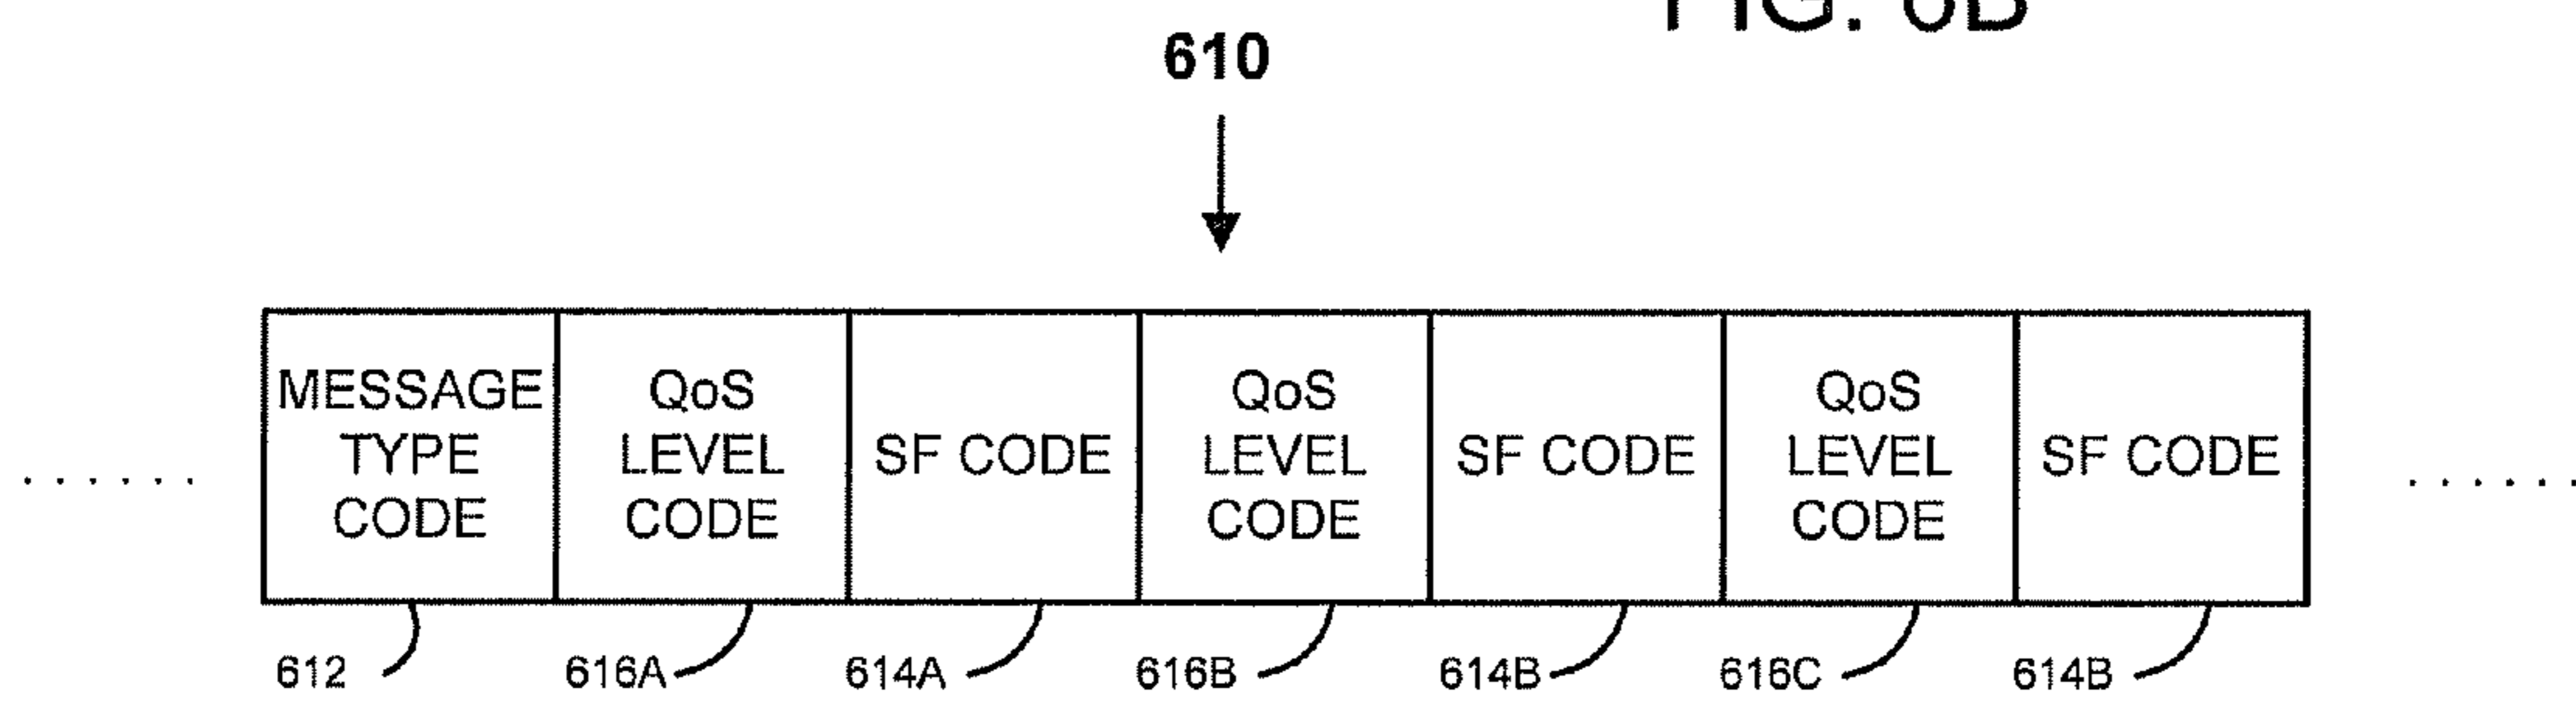 FIG. 6B
610
MESSAGE
TYPE
CODE
QoS
LEVEL
CODE
SF CODE
QoS
LEVEL
CODE
SF CODE
QoS
LEVEL
CODE
SF CODE
612
616A
614A
616B
614B
616C
614B